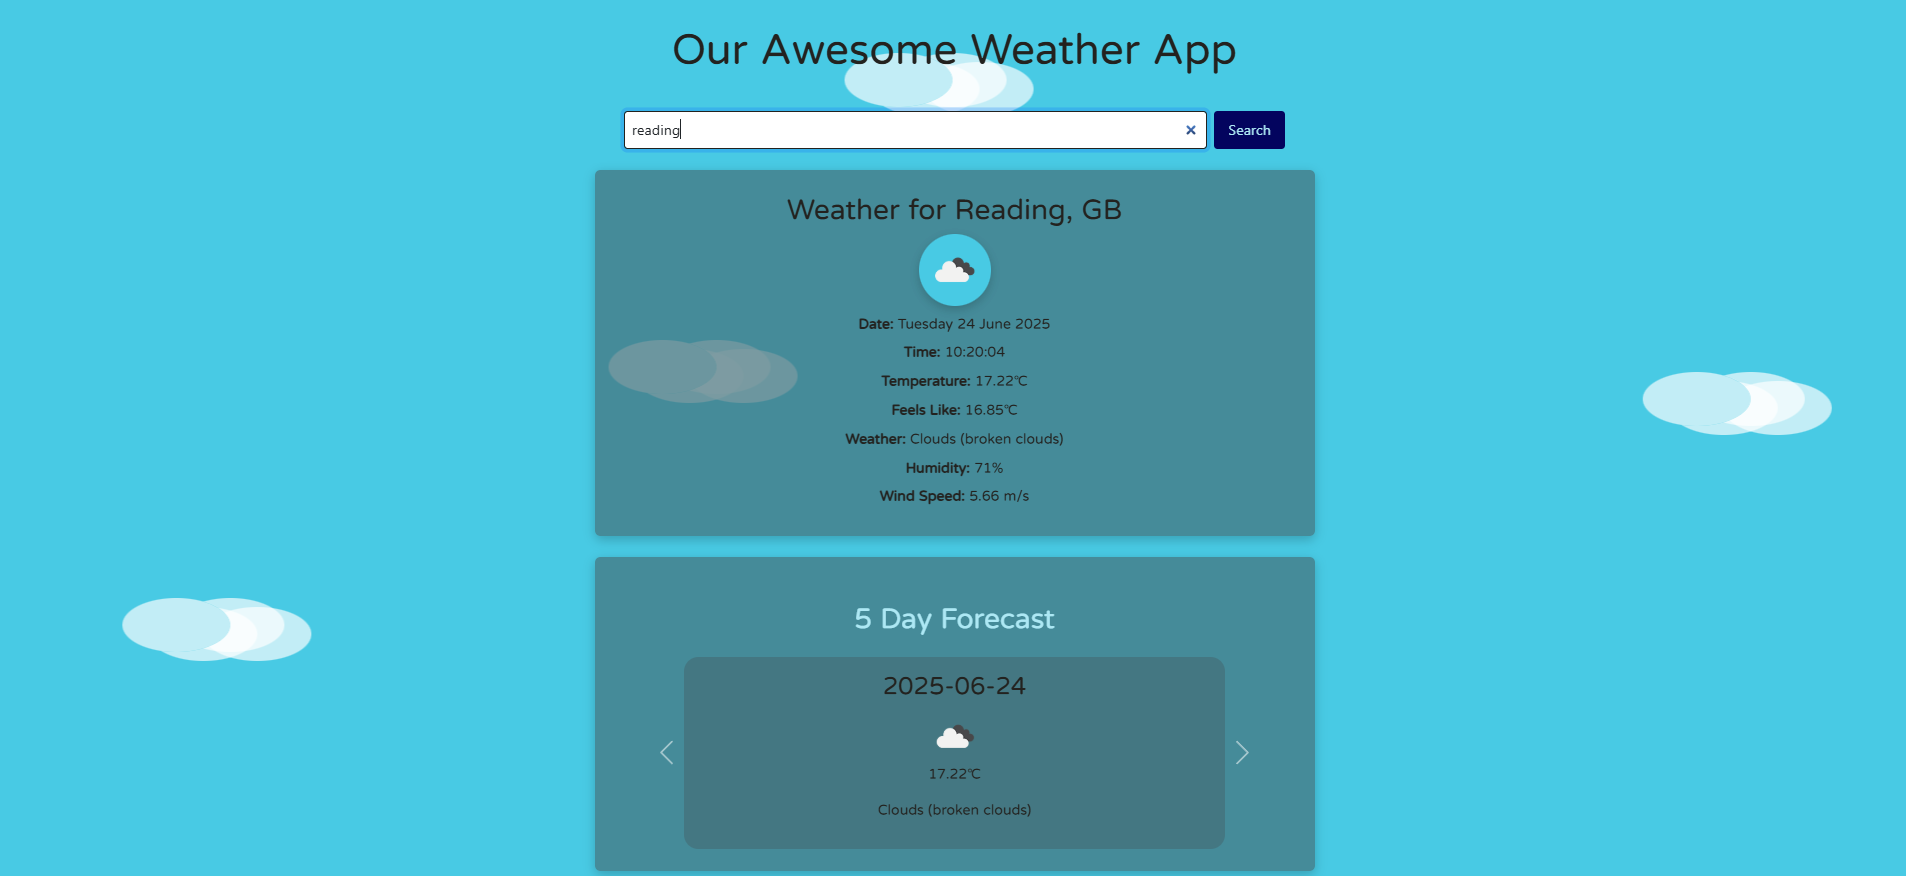 Our Awesome Weather App
reading
Search
Weather for Reading, GB
Date: Tuesday 24 June 2025
Time: 10:20:04
Temperature: 17.22℃
Feels Like: 16.85℃
Weather: Clouds (broken clouds)
Humidity: 71%
Wind Speed: 5.66 m/s
5 Day Forecast
2025-06-24
17.22℃
Clouds (broken clouds)